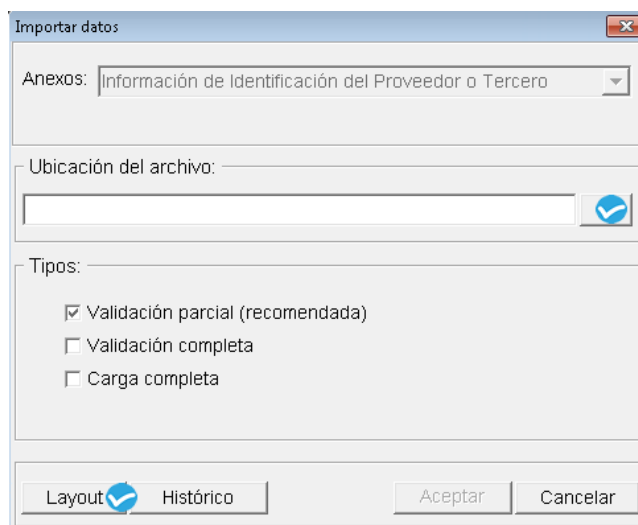 Importar datos
Anexos: Información de Identificación del Proveedor o Tercero
Ubicación del archivo:
Tipos:
Validación parcial (recomendada)
Validación completa
Carga completa
Layout Histórico Aceptar Cancelar